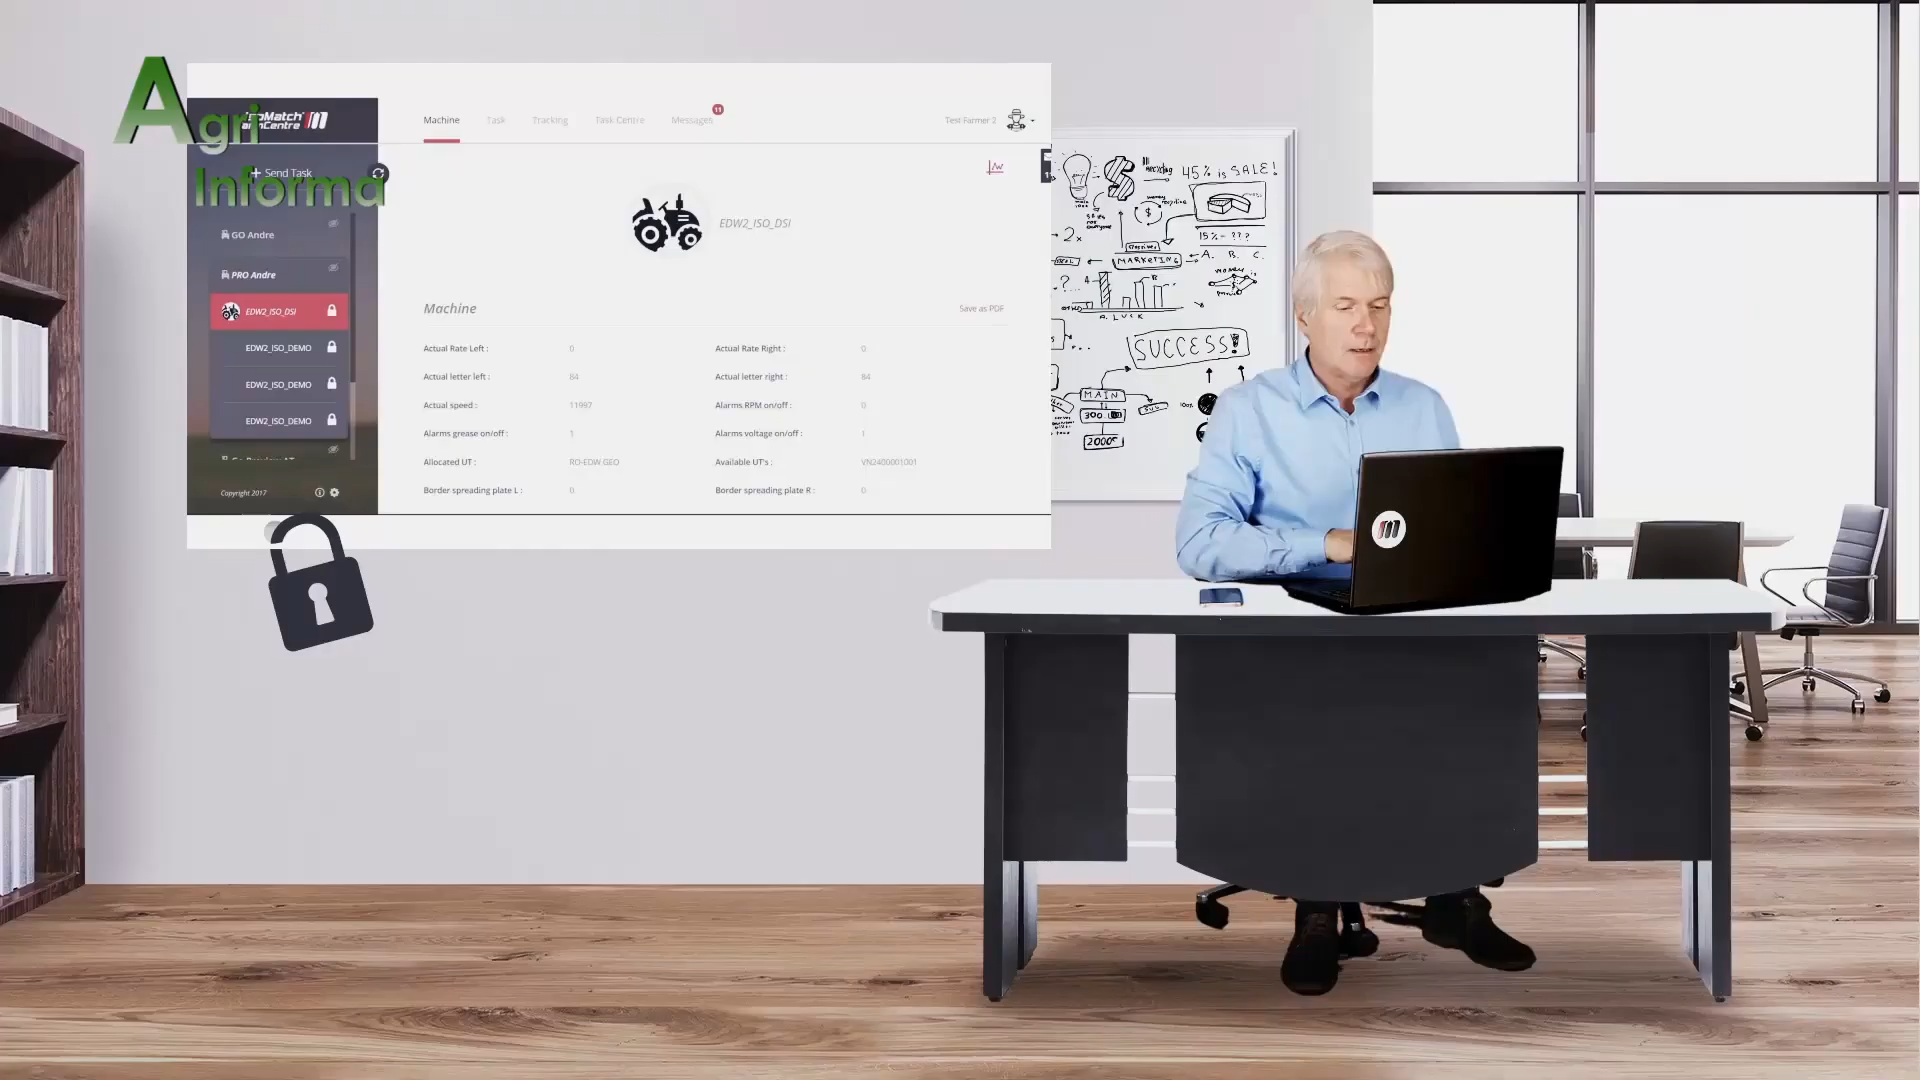 Agri
Informa
Machine
Task
Tracking
Task Centre
Messages
11
Test Farmer 2
Send Task
GO Andre
PRO Andre
EDW2_ISO_DSI
EDW2_ISO_DEMO
EDW2_ISO_DEMO
EDW2_ISO_DEMO
Copyright 2017
EDW2_ISO_DSI
Machine
Save as PDF
Actual Rate Left : 0 Actual Rate Right : 0
Actual letter left : 84 Actual letter right : 84
Actual speed : 11997 Alarms RPM on/off : 0
Alarms grease on/off : 1 Alarms voltage on/off : 1
Allocated UT : RO-EDW GEO Available UT's : VN2400001001
Border spreading plate L : 0 Border spreading plate R : 0
45% is SALE!
15% - ???
A. B. C.
MARKETING
2x
SUCCESS!
MAIN
SUB
100%